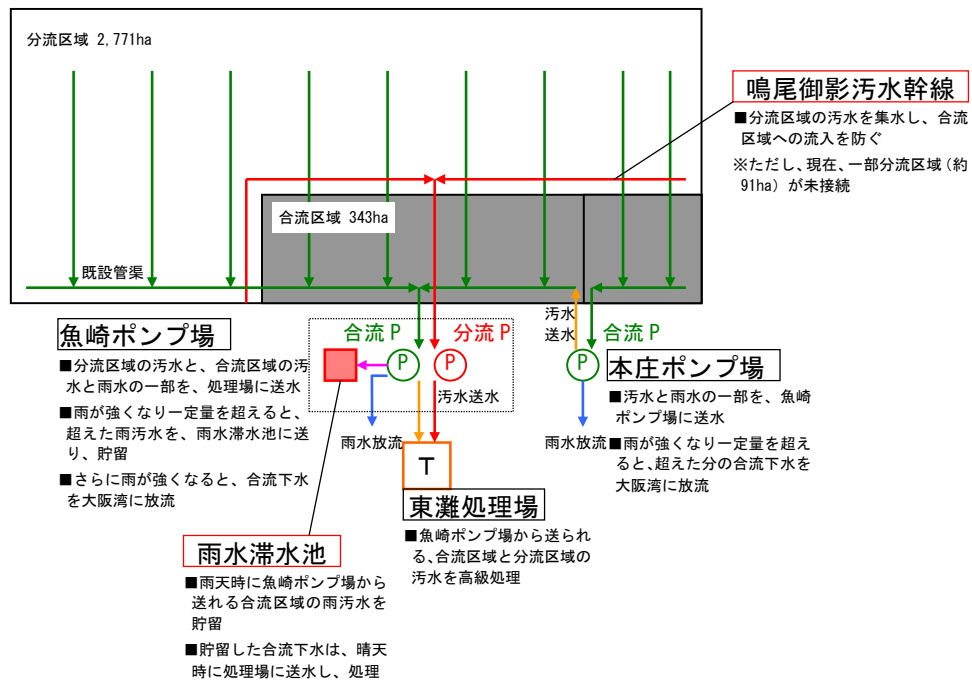 分流区域 2,771ha
鳴尾御影汚水幹線
■分流区域の汚水を集水し、合流
区域への流入を防ぐ
※ただし、現在、一部分流区域(約
91ha)が未接続
合流区域 343ha
既設管渠
汚水
送水
魚崎ポンプ場
■分流区域の汚水と、合流区域の汚
水と雨水の一部を、処理場に送水
■雨が強くなり一定量を超えると、
超えた雨汚水を、雨水滞水池に送
り、貯留
■さらに雨が強くなると、合流下水
を大阪湾に放流
合流P
分流P
P
P
汚水送水
雨水放流
T
合流P
P
雨水放流
本庄ポンプ場
■汚水と雨水の一部を、魚崎
ポンプ場に送水
■雨が強くなり一定量を超え
ると、超えた分の合流下水を
大阪湾に放流
東灘処理場
■魚崎ポンプ場から送られ
る、合流区域と分流区域の
汚水を高級処理
雨水滞水池
■雨天時に魚崎ポンプ場から
送れる合流区域の雨汚水を
貯留
■貯留した合流下水は、晴天
時に処理場に送水し、処理